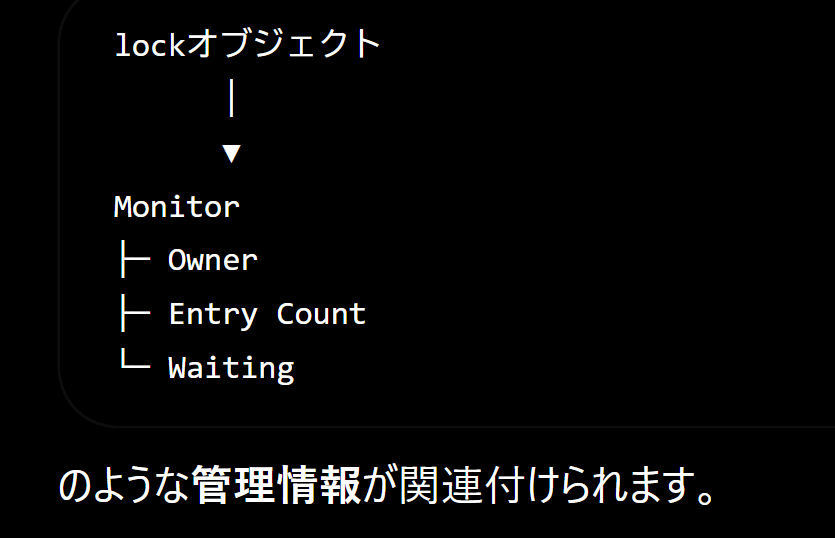 lockオブジェクト
│
▼
Monitor
├─ Owner
├─ Entry Count
└─ Waiting
のような管理情報が関連付けられます。